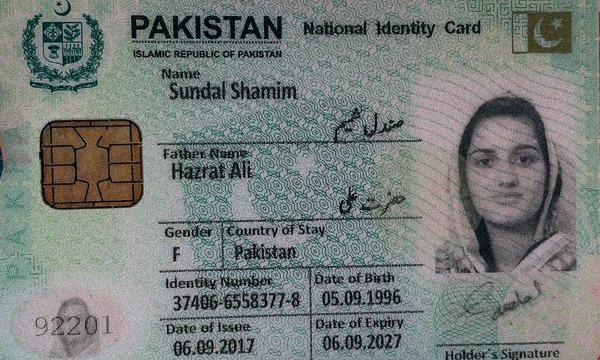 PAKISTAN National Identity Card
ISLAMIC REPUBLIC OF PAKISTAN
Name
Sundal Shamim
صندل شمیم
Father Name
Hazrat Ali
حضرت علی
Gender Country of Stay
F Pakistan
Identity Number Date of Birth
37406-6558377-8 05.09.1996
Date of Issue Date of Expiry
06.09.2017 06.09.2027
92201
Holder's Signature